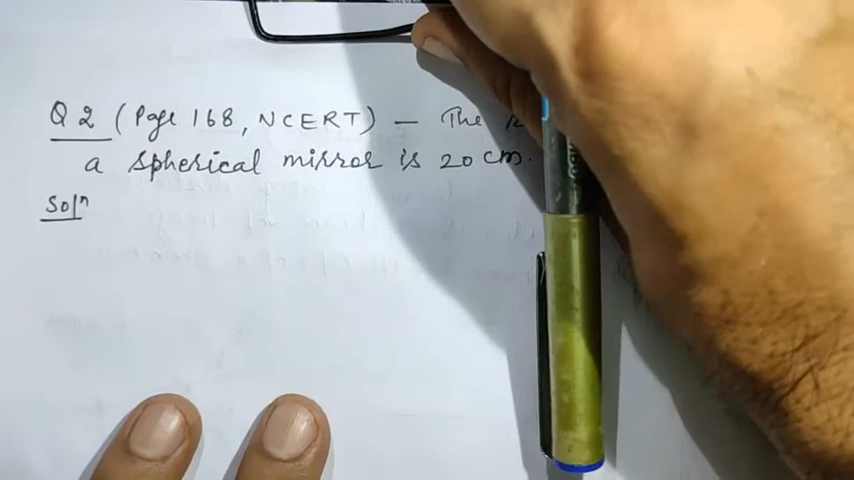 Q 2 (Page 168, NCERT) — The
a spherical mirror is 20 cm.
Solⁿ